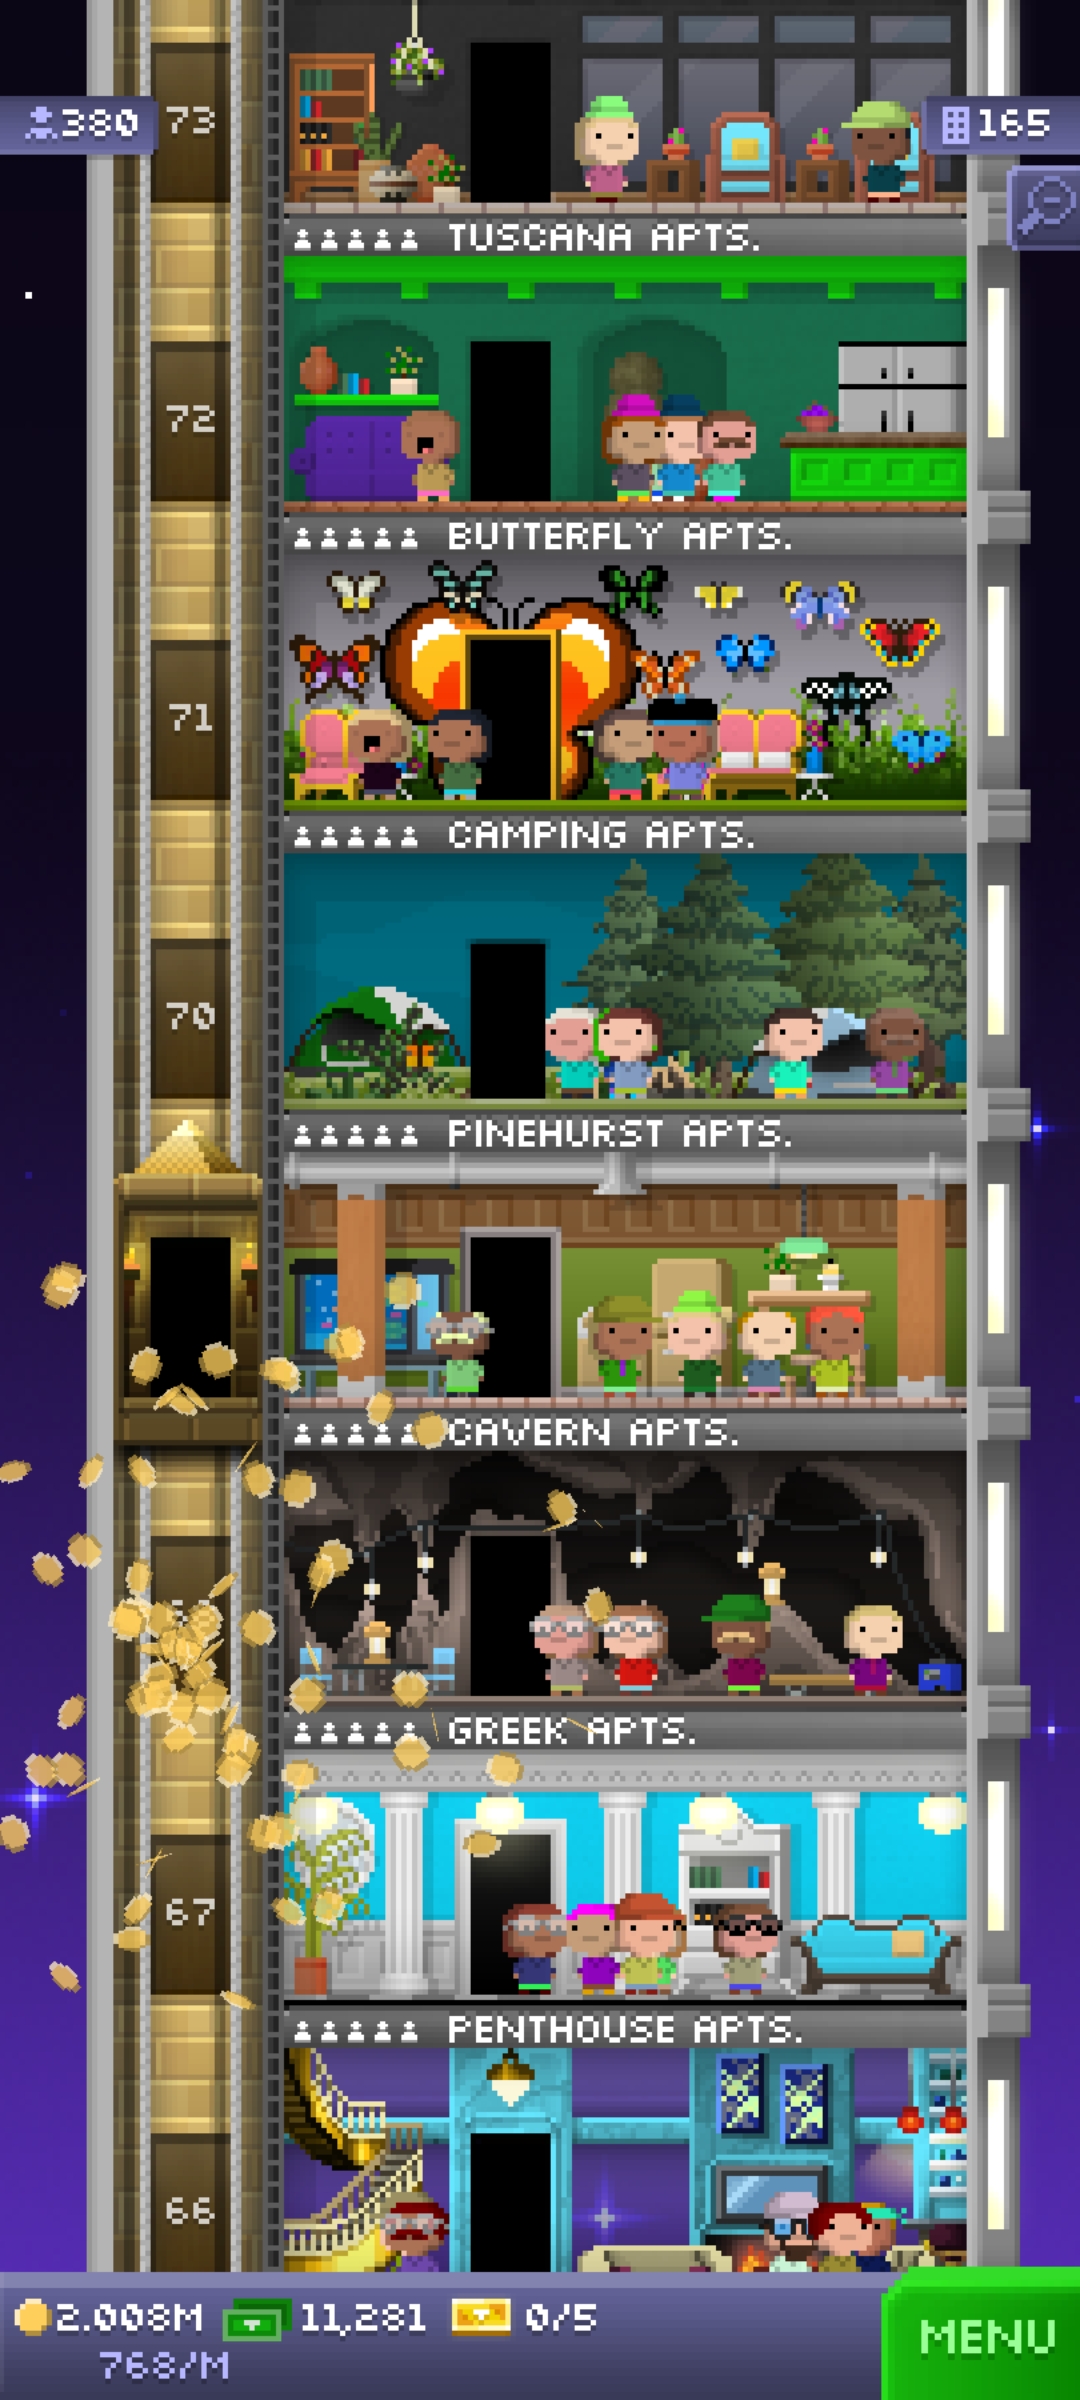 73
380
165
TUSCANA APTS.
72
BUTTERFLY APTS.
71
CAMPING APTS.
70
PINEHURST APTS.
CAVERN APTS.
GREEK APTS.
67
PENTHOUSE APTS.
66
2.008M 11,281 0/5
768/M
MENU